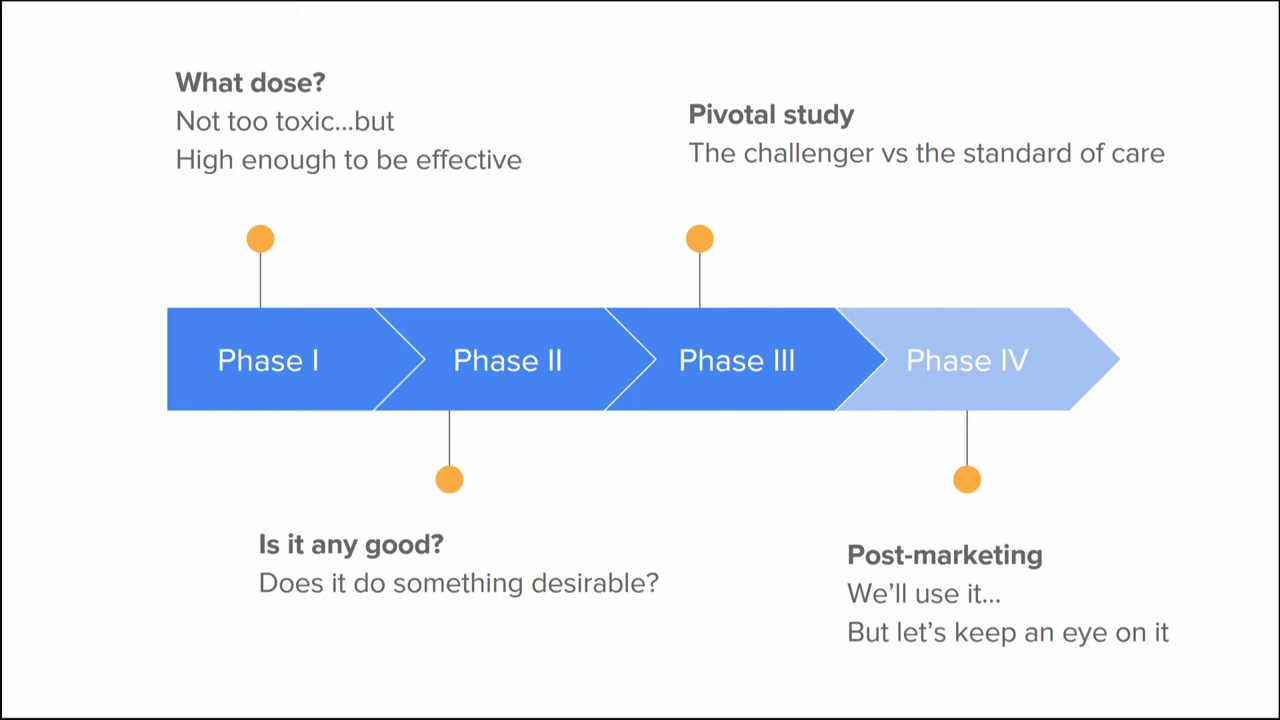 What dose?
Not too toxic...but
High enough to be effective
Pivotal study
The challenger vs the standard of care
Phase I
Phase II
Phase III
Phase IV
Is it any good?
Does it do something desirable?
Post-marketing
We’ll use it...
But let’s keep an eye on it